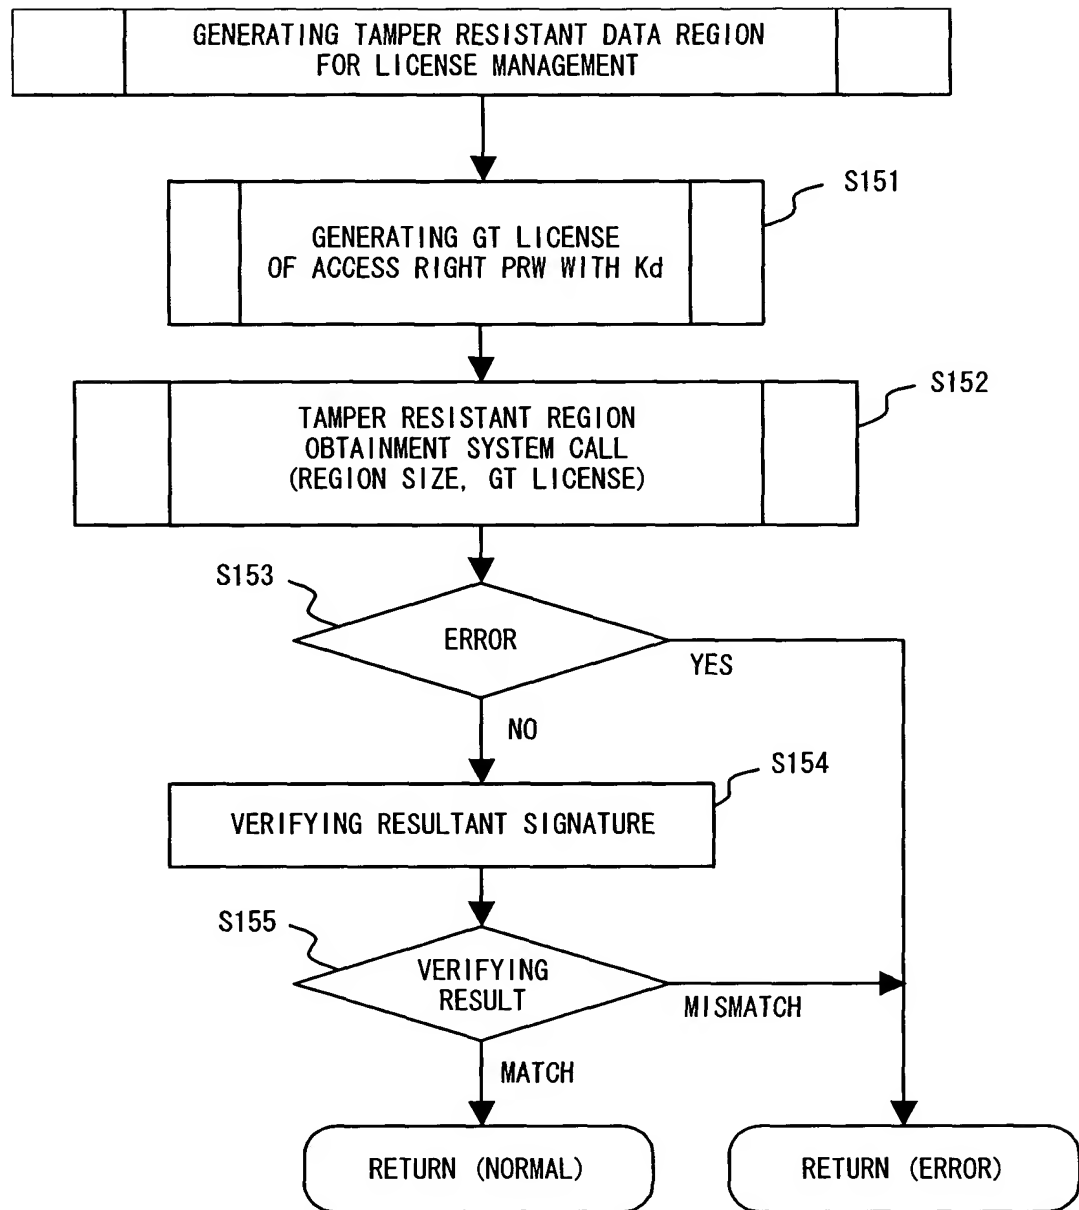 GENERATING TAMPER RESISTANT DATA REGION
FOR LICENSE MANAGEMENT
S151
GENERATING GT LICENSE
OF ACCESS RIGHT PRW WITH Kd
S152
TAMPER RESISTANT REGION
OBTAINMENT SYSTEM CALL
(REGION SIZE, GT LICENSE)
S153
ERROR
YES
NO
S154
VERIFYING RESULTANT SIGNATURE
S155
VERIFYING
RESULT
MISMATCH
MATCH
RETURN (NORMAL)
RETURN (ERROR)